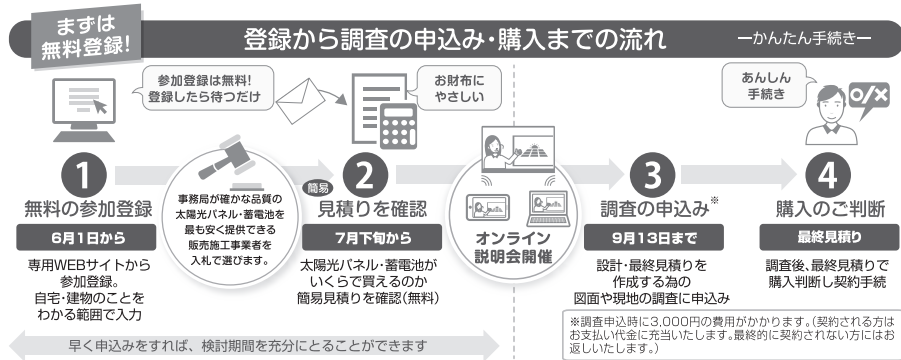 まずは
無料登録!
登録から調査の申込み・購入までの流れ
ーかんたん手続きー
参加登録は無料!
登録したら待つだけ
お財布に
やさしい
あんしん
手続き
O/×
1
無料の参加登録
6月1日から
専用WEBサイトから
参加登録。
自宅・建物のことを
わかる範囲で入力
事務局が確かな品質の
太陽光パネル・蓄電池を
最も安く提供できる
販売施工事業者を
入札で選びます。
2
簡易
見積りを確認
7月下旬から
太陽光パネル・蓄電池が
いくらで買えるのか
簡易見積りを確認(無料)
オンライン
説明会開催
3
調査の申込み※
9月13日まで
設計・最終見積りを
作成する為の
図面や現地の調査に申込み
4
購入のご判断
最終見積り
調査後、最終見積りで
購入判断し契約手続
早く申込みをすれば、検討期間を充分にとることができます
※調査申込時に3,000円の費用がかかります。(契約される方は
お支払い代金に充当いたします。最終的に契約されない方にはお
返しいたします。)